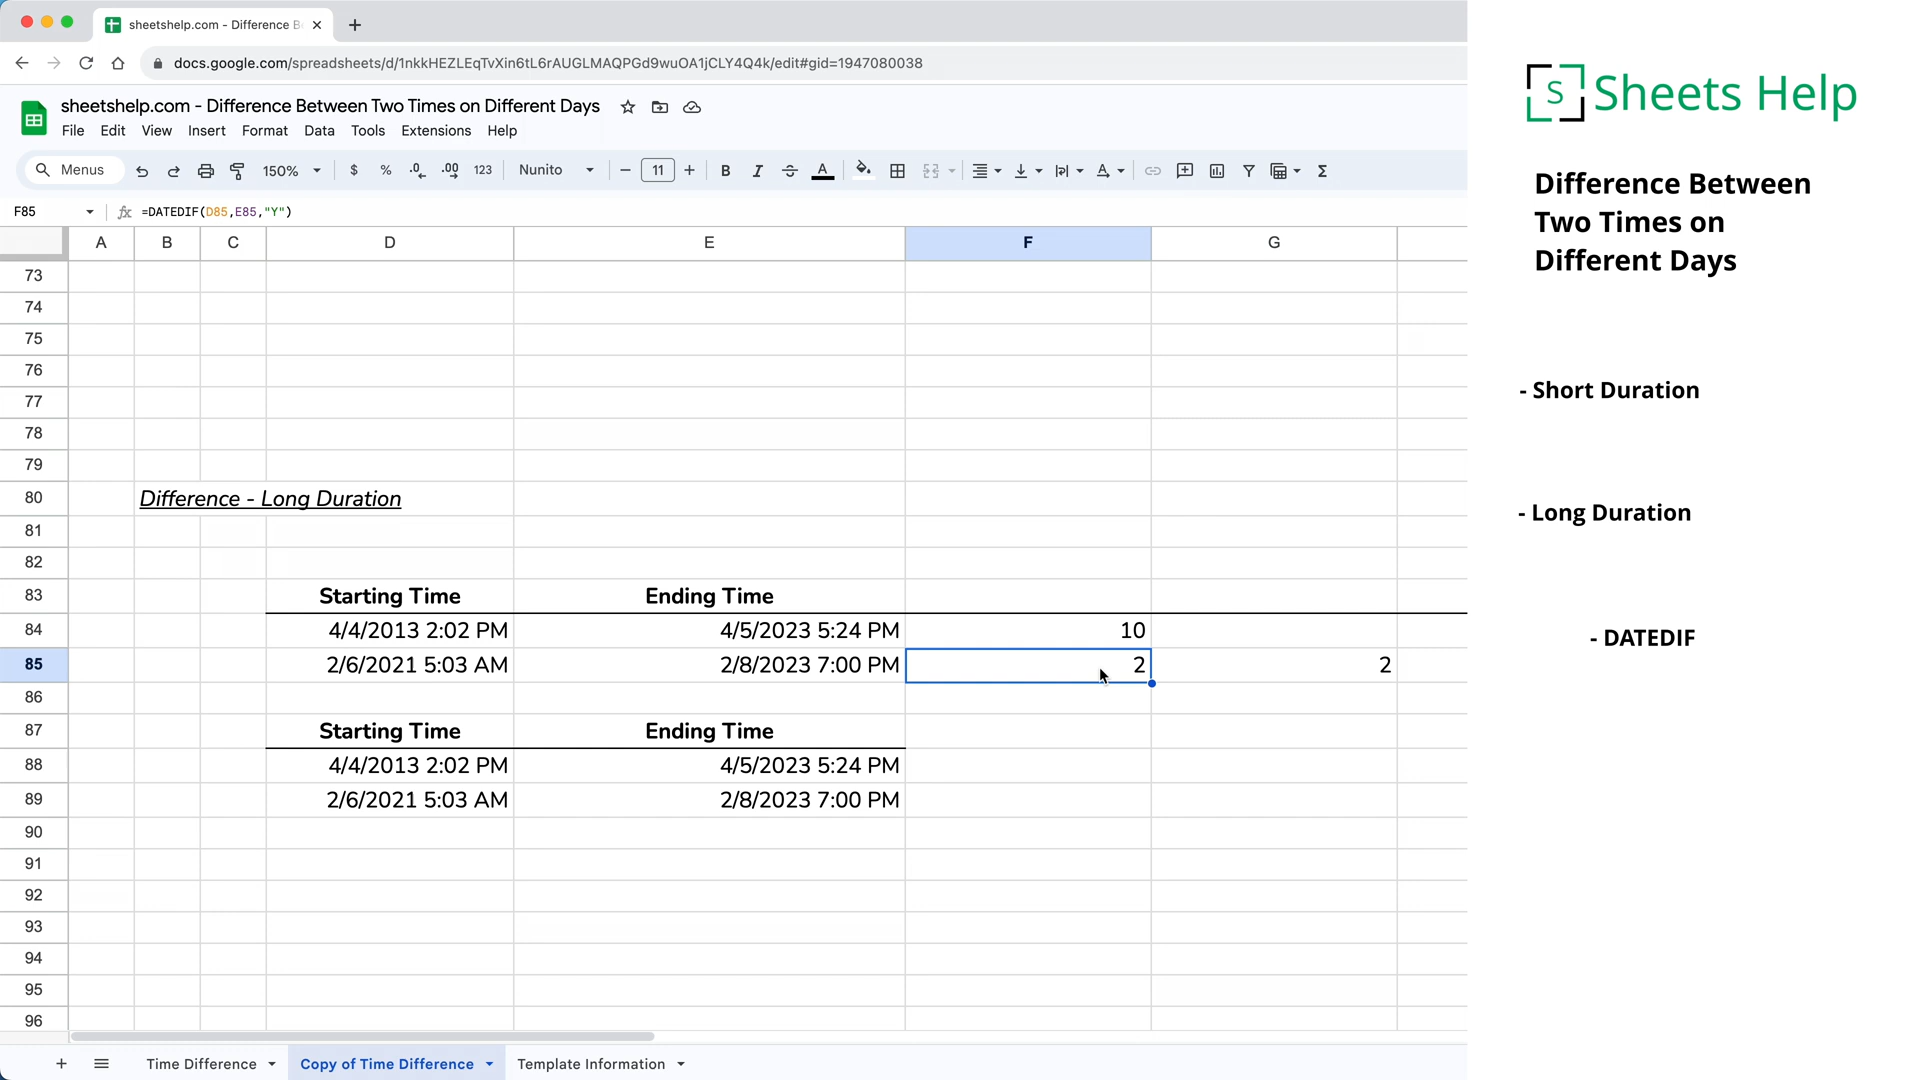 sheetshelp.com - Difference B
docs.google.com/spreadsheets/d/1nkkHEZLEqTvXin6tL6rAUGLMAQPGd9wuOA1jCLY4Q4k/edit#gid=1947080038
sheetshelp.com - Difference Between Two Times on Different Days
File Edit View Insert Format Data Tools Extensions Help
Menus 150% $ % .0 .00 123 Nunito − 11 + B I S A Σ
F85 fx =DATEDIF(D85,E85,"Y")
A B C D E F G
73
74
75
76
77
78
79
80 Difference - Long Duration
81
82
83 Starting Time Ending Time
84 4/4/2013 2:02 PM 4/5/2023 5:24 PM 10
85 2/6/2021 5:03 AM 2/8/2023 7:00 PM 2 2
86
87 Starting Time Ending Time
88 4/4/2013 2:02 PM 4/5/2023 5:24 PM
89 2/6/2021 5:03 AM 2/8/2023 7:00 PM
90
91
92
93
94
95
96
+ Time Difference Copy of Time Difference Template Information
S Sheets Help
Difference Between
Two Times on
Different Days
- Short Duration
- Long Duration
- DATEDIF